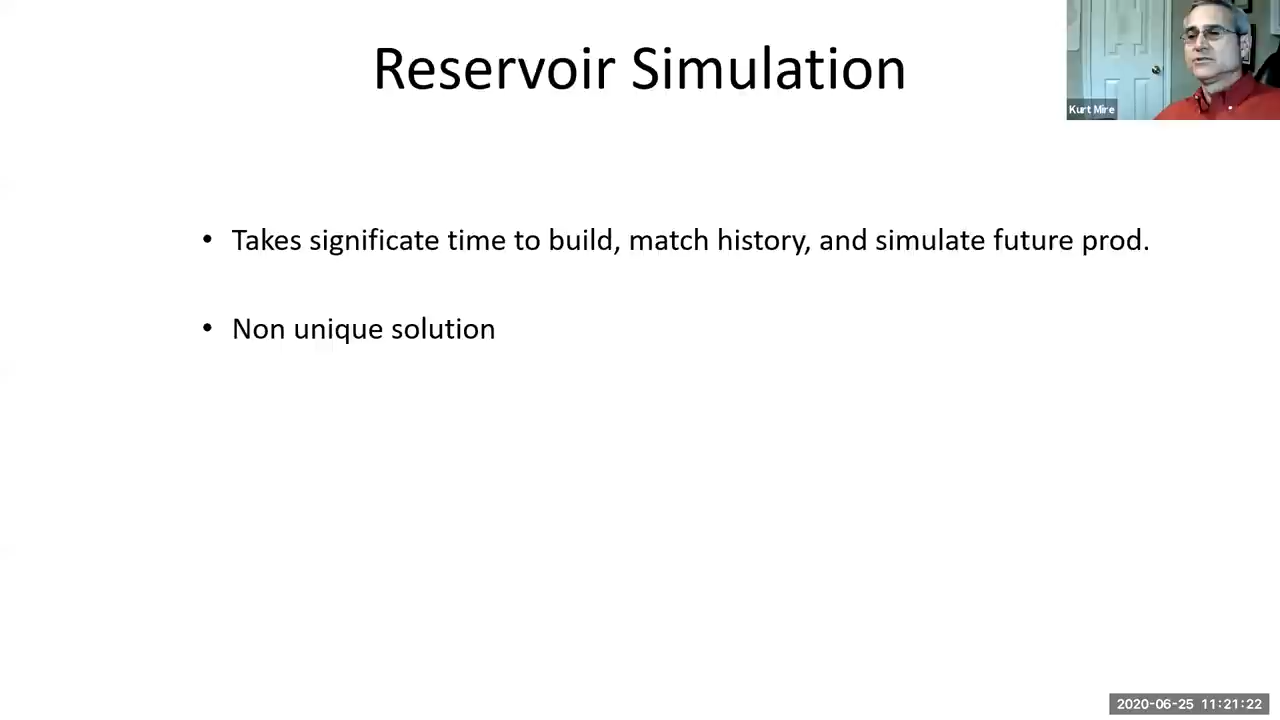 Reservoir Simulation
Kurt Mire
• Takes significate time to build, match history, and simulate future prod.
• Non unique solution
2020-06-25 11:21:22